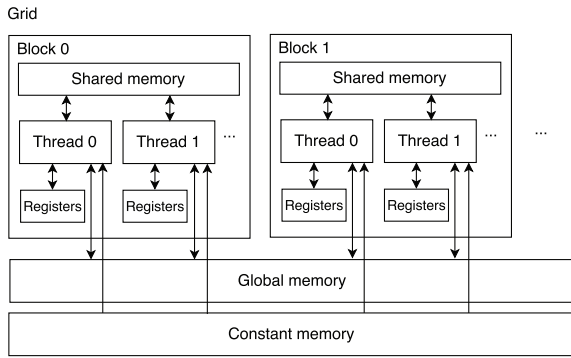 Grid
Block 0
Shared memory
Thread 0
Thread 1
...
Registers
Registers
Block 1
Shared memory
Thread 0
Thread 1
...
Registers
Registers
...
Global memory
Constant memory